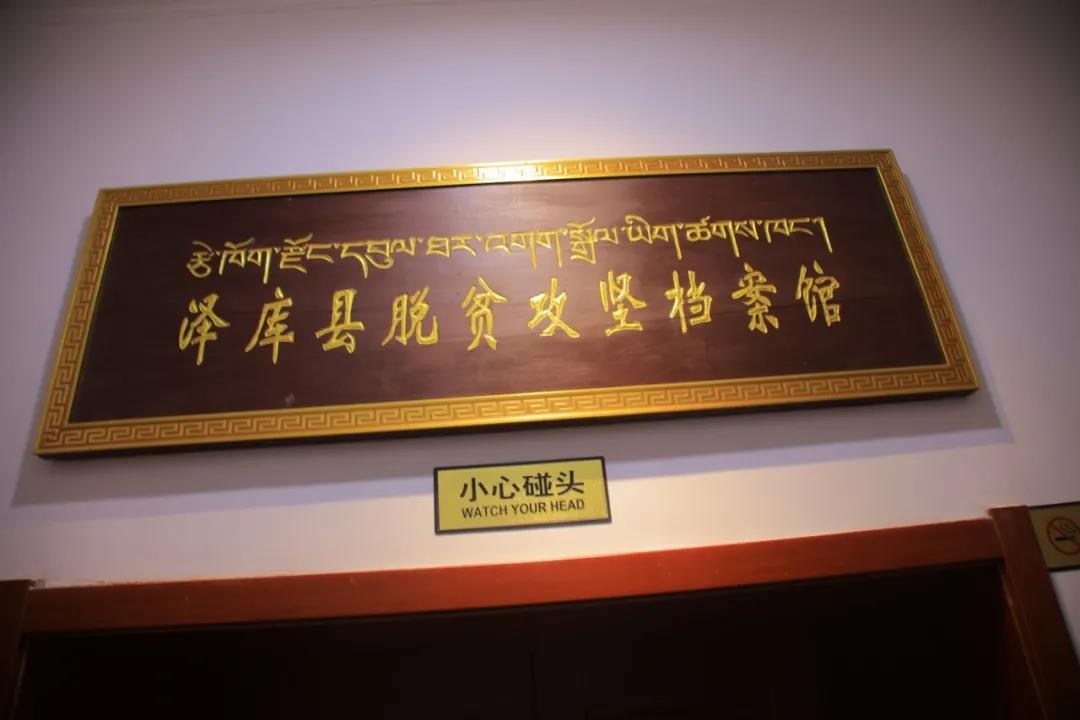 རྩེ་ཁོག་རྫོང་དབུལ་ཐར་འགག་སྒྲོལ་ཡིག་ཚགས་ཁང་།
泽库县脱贫攻坚档案馆
小心碰头
WATCH YOUR HEAD